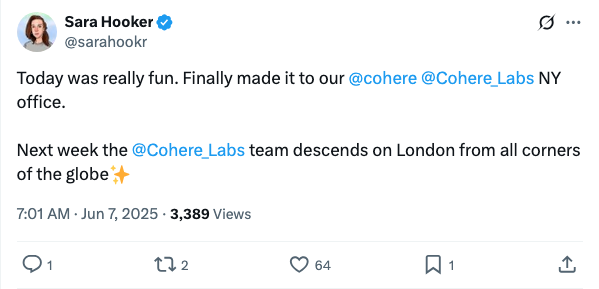 Sara Hooker
@sarahookr
Today was really fun. Finally made it to our @cohere @Cohere_Labs NY
office.
Next week the @Cohere_Labs team descends on London from all corners
of the globe✨
7:01 AM · Jun 7, 2025 · 3,389 Views
1 2 64 1